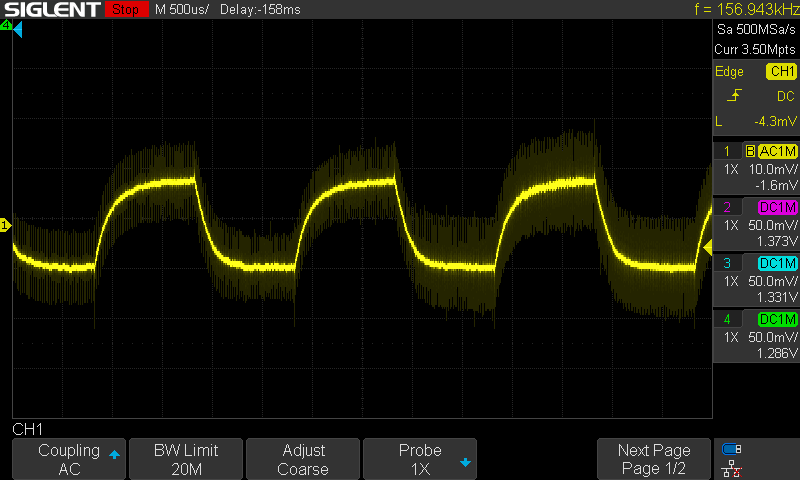 SIGLENT Stop M 500us/ Delay:-158ms f = 156.943kHz
Sa 500MSa/s
Curr 3.50Mpts
Edge CH1
DC
L -4.3mV
1 B AC1M
1X 10.0mV/
-1.6mV
2 DC1M
1X 50.0mV/
1.373V
3 DC1M
1X 50.0mV/
1.331V
4 DC1M
1X 50.0mV/
1.286V
4
1
CH1
Coupling
AC
BW Limit
20M
Adjust
Coarse
Probe
1X
Next Page
Page 1/2